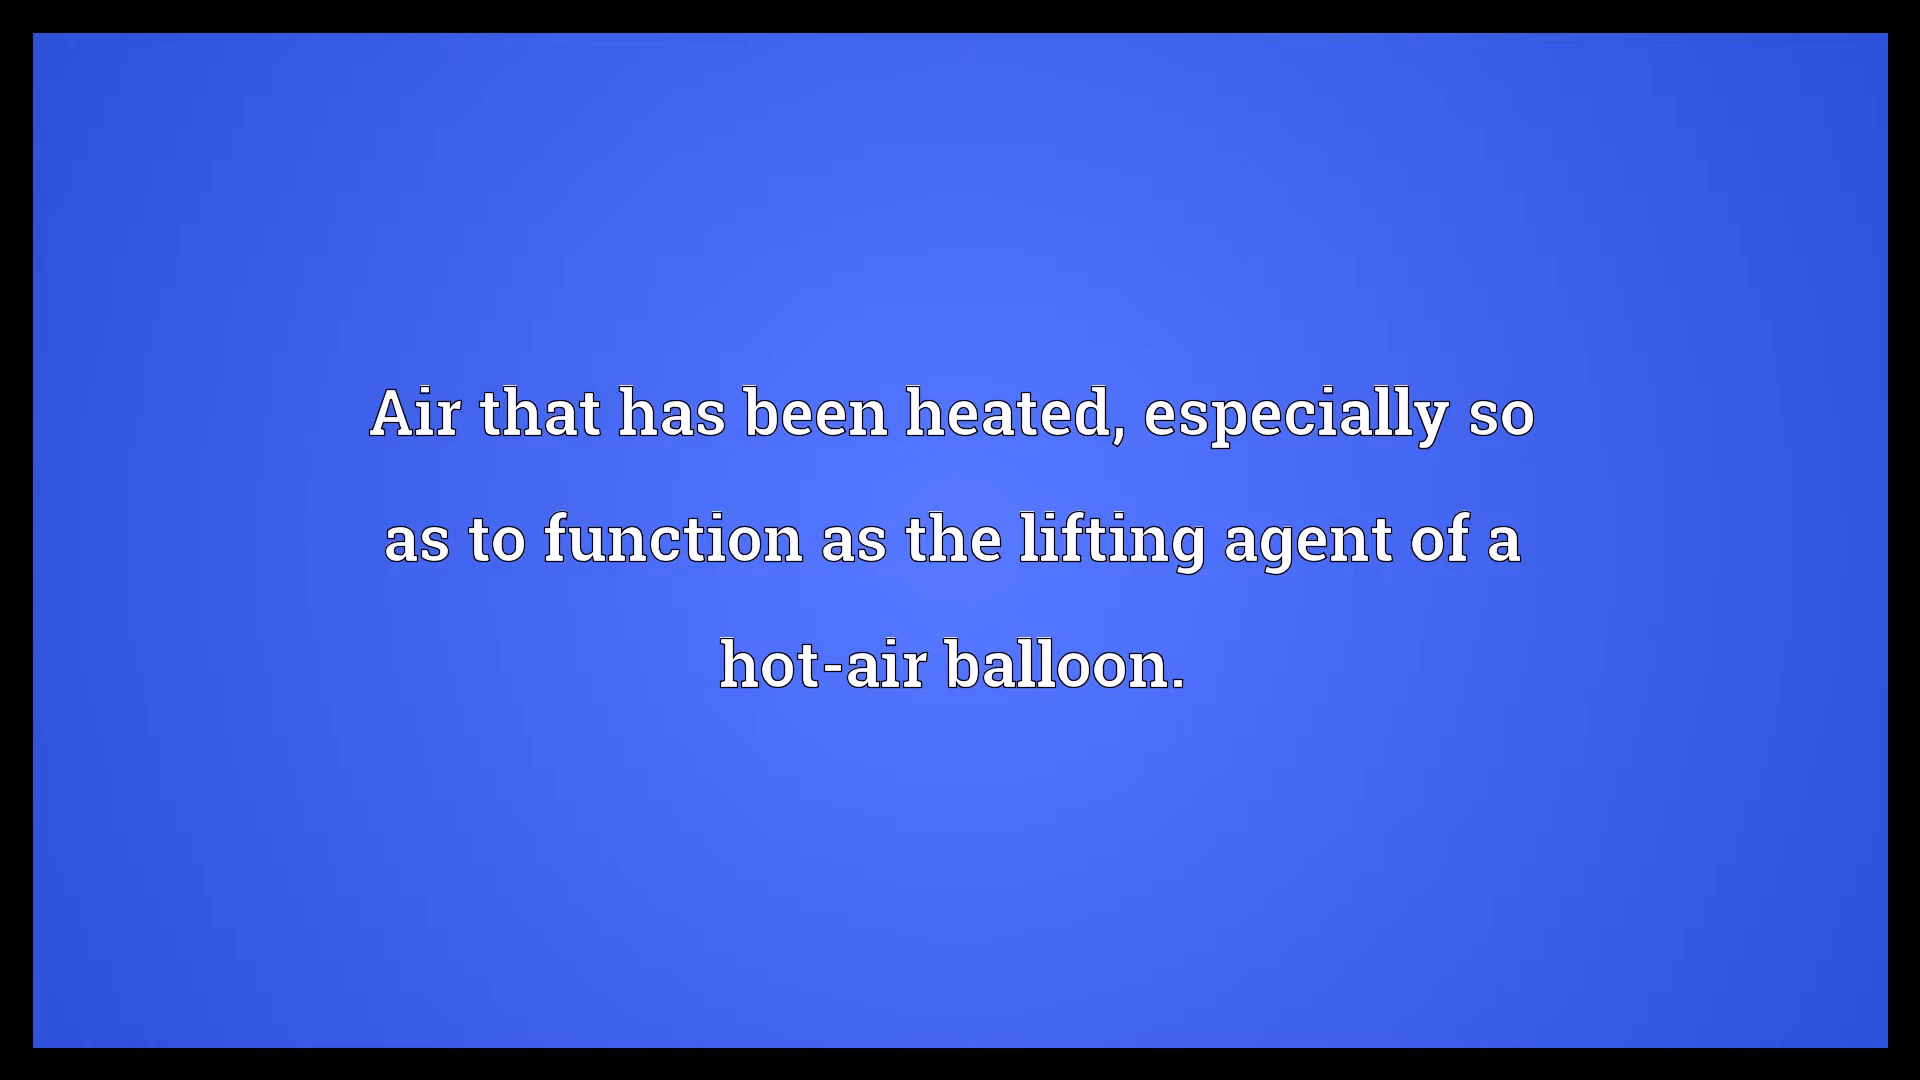 Air that has been heated, especially so
as to function as the lifting agent of a
hot-air balloon.